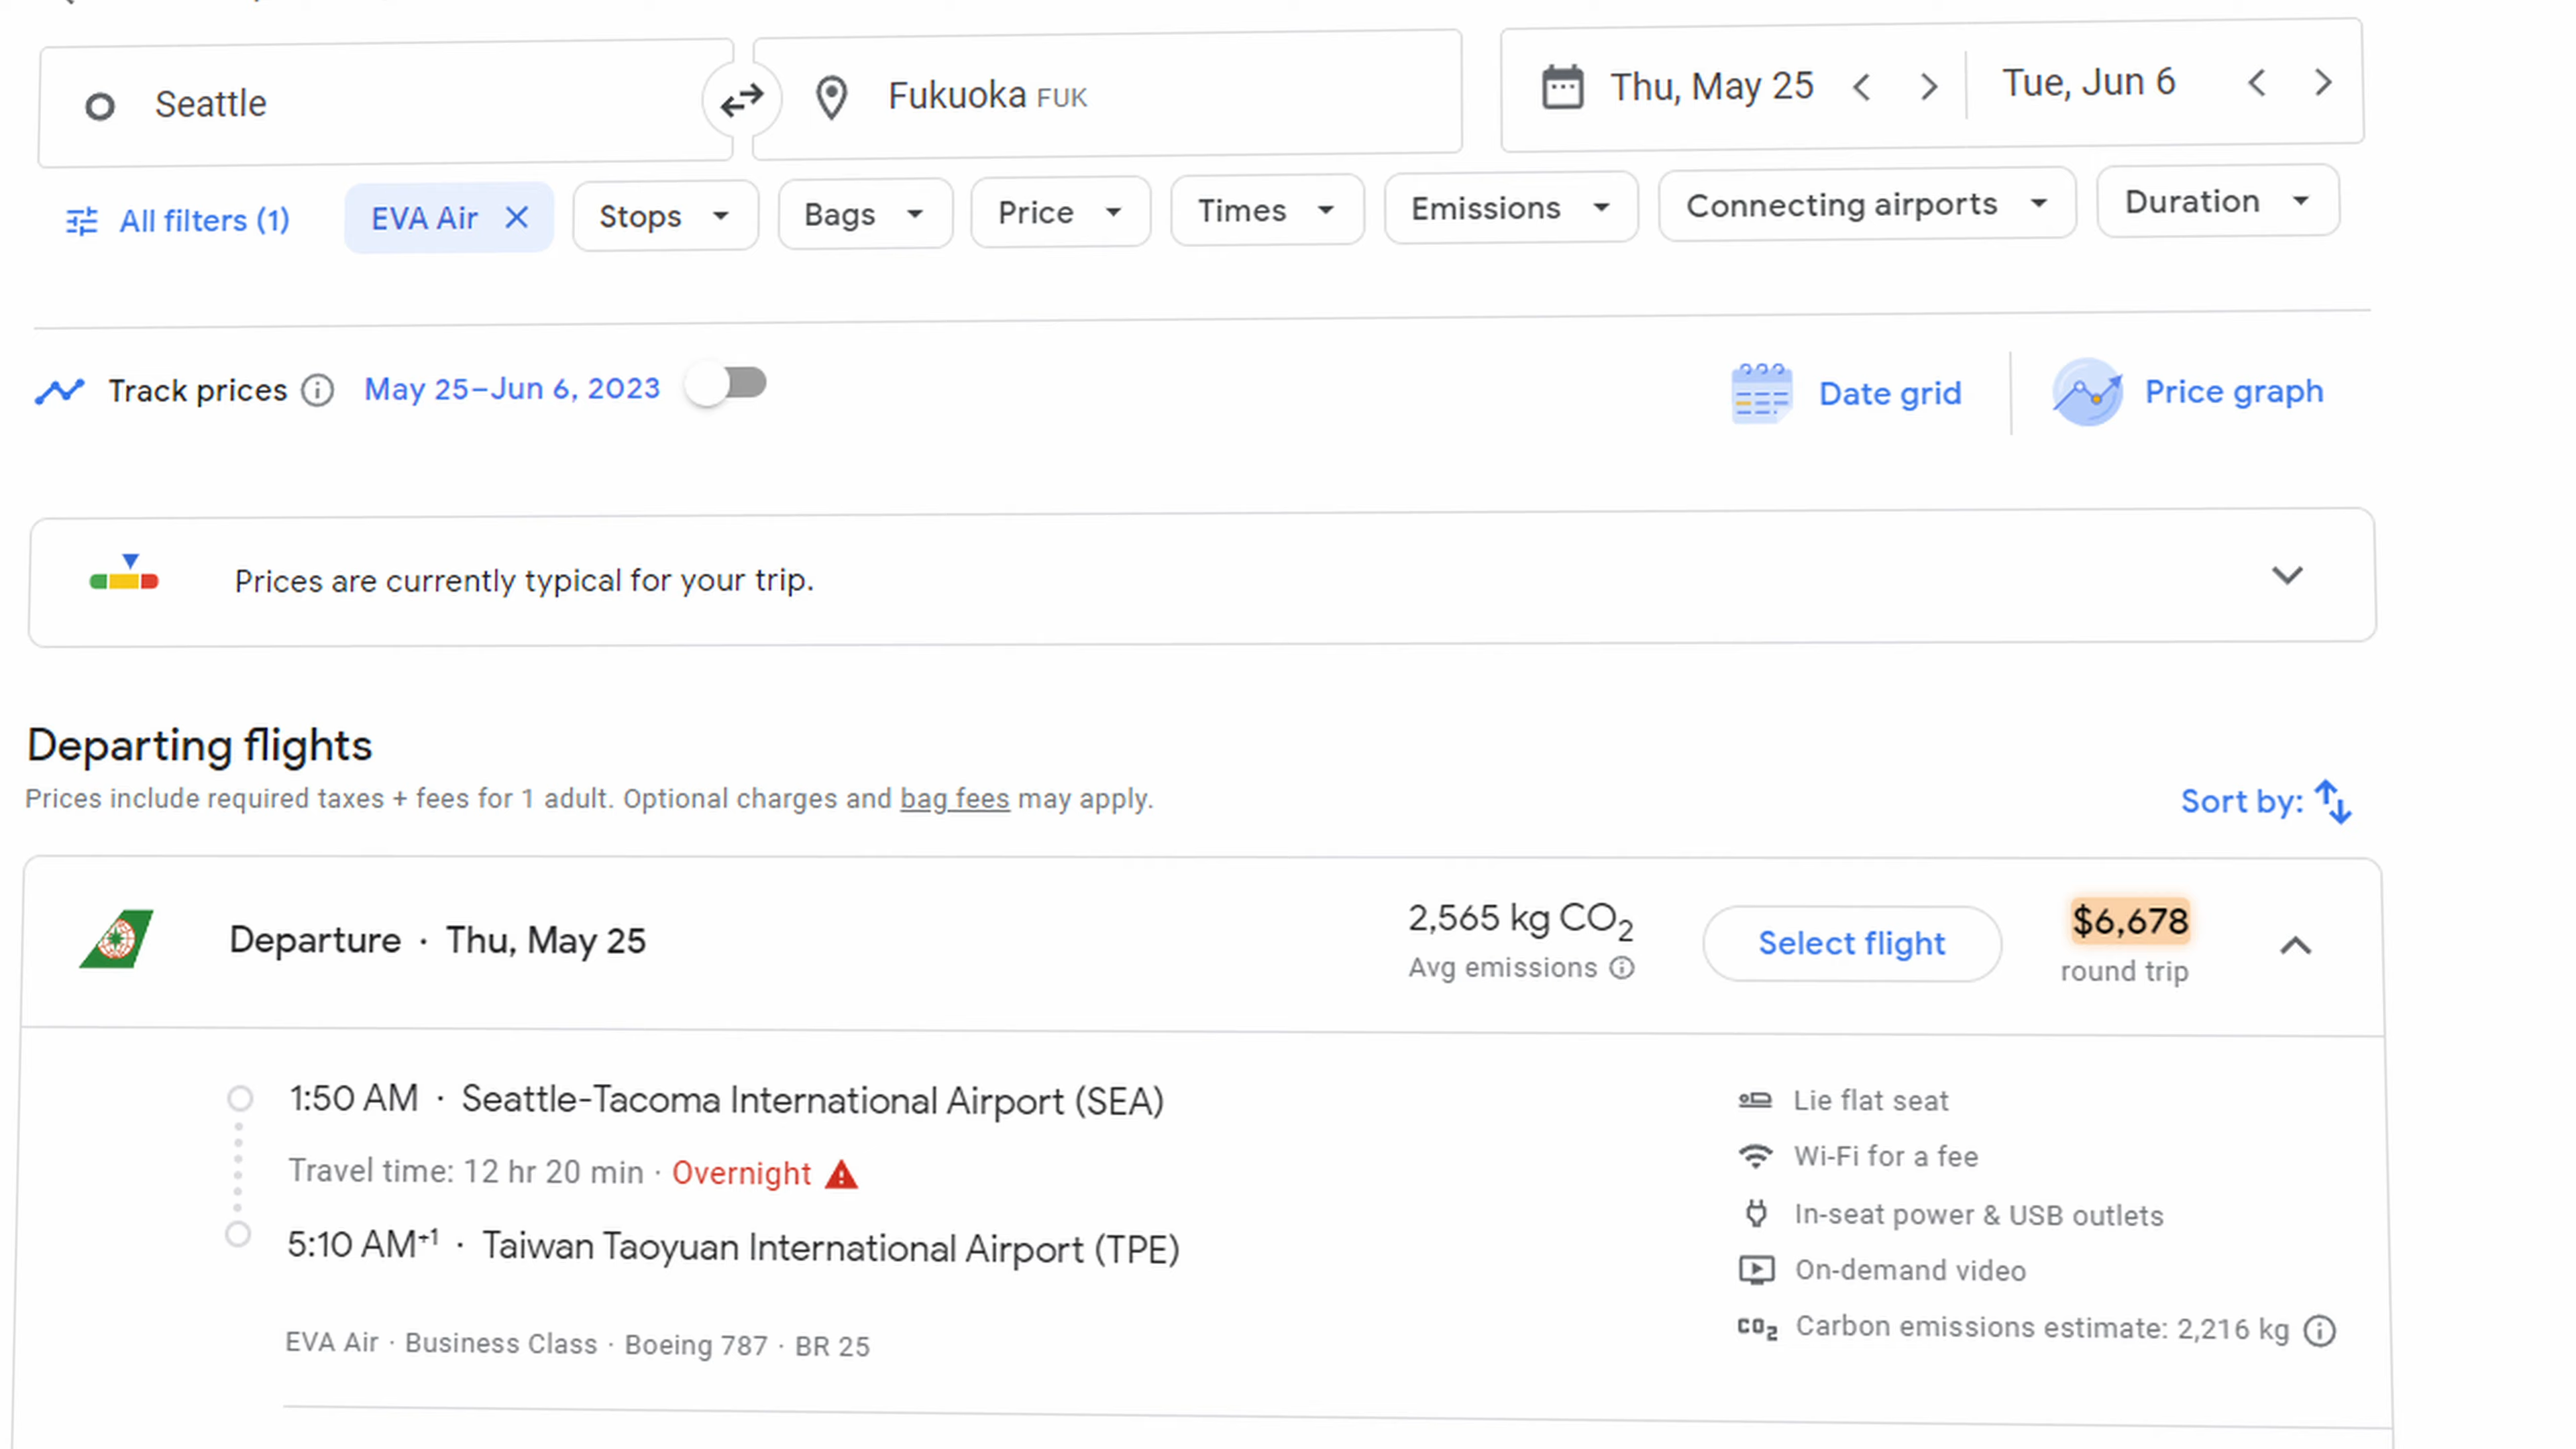 Seattle
Fukuoka FUK
Thu, May 25
Tue, Jun 6
All filters (1)
EVA Air
Stops
Bags
Price
Times
Emissions
Connecting airports
Duration
Track prices
May 25–Jun 6, 2023
Date grid
Price graph
Prices are currently typical for your trip.
Departing flights
Prices include required taxes + fees for 1 adult. Optional charges and bag fees may apply.
Sort by:
Departure · Thu, May 25
2,565 kg CO2
Avg emissions
Select flight
$6,678
round trip
1:50 AM · Seattle-Tacoma International Airport (SEA)
Travel time: 12 hr 20 min · Overnight
5:10 AM+1 · Taiwan Taoyuan International Airport (TPE)
EVA Air · Business Class · Boeing 787 · BR 25
Lie flat seat
Wi-Fi for a fee
In-seat power & USB outlets
On-demand video
CO2 Carbon emissions estimate: 2,216 kg